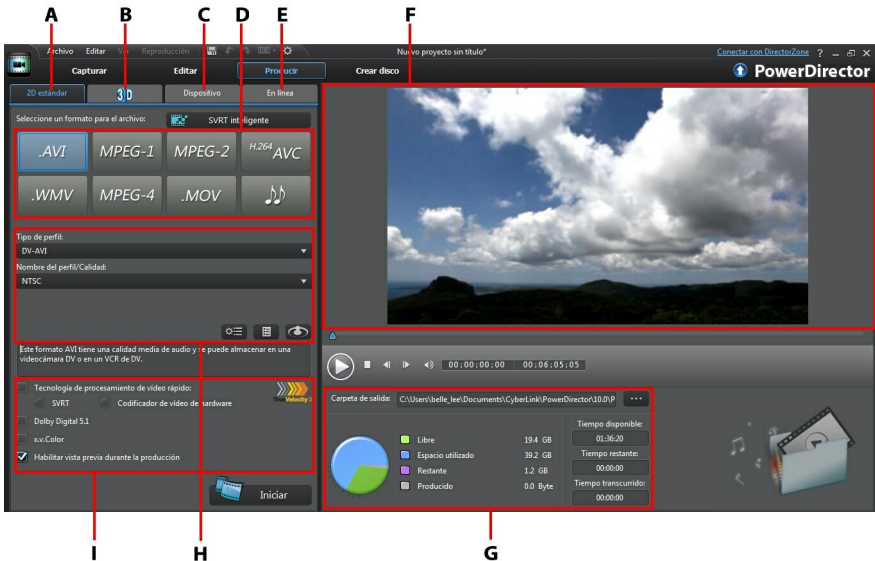 A B C D E F
Archivo Editar Ver Reproducción Nuevo proyecto sin título* Conectar con DirectorZone ?
Capturar Editar Producir Crear disco PowerDirector
2D estándar 3D Dispositivo En línea
Seleccione un formato para el archivo: SVRT inteligente
.AVI MPEG-1 MPEG-2 H.264 AVC
.WMV MPEG-4 .MOV
Tipo de perfil:
DV-AVI
Nombre del perfil/Calidad:
NTSC
Este formato AVI tiene una calidad media de audio y se puede almacenar en una
videocámara DV o en un VCR de DV.
Tecnología de procesamiento de vídeo rápido:
TrueVelocity 2
SVRT Codificador de vídeo de hardware
Dolby Digital 5.1
x.v.Color
Habilitar vista previa durante la producción
Iniciar
00:00:00:00 00:06:05:05
Carpeta de salida: C:\Users\belle_lee\Documents\CyberLink\PowerDirector\10.0\P ...
Libre 19.4 GB
Espacio utilizado 39.2 GB
Restante 1.2 GB
Producido 0.0 Byte
Tiempo disponible:
01:36:20
Tiempo restante:
00:00:00
Tiempo transcurrido:
00:00:00
I H G